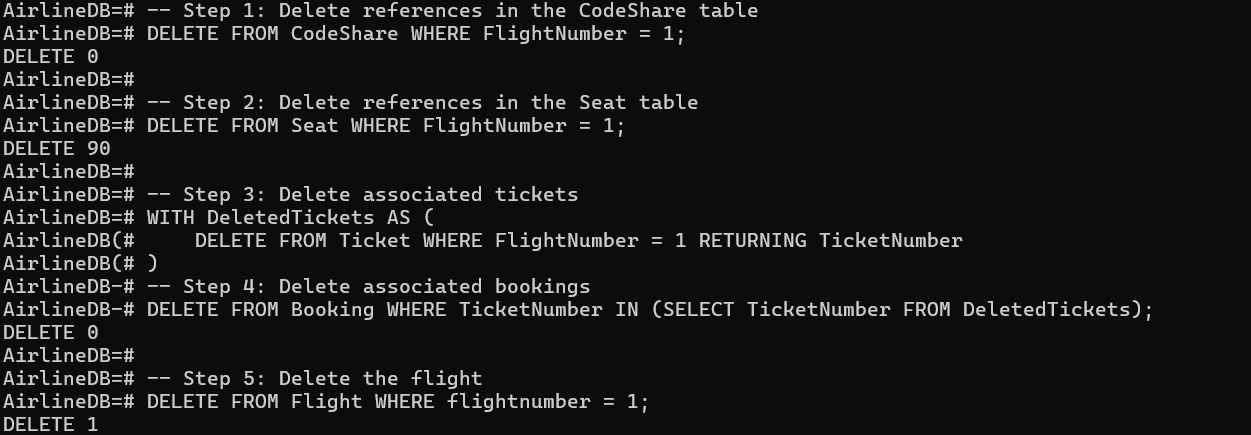 AirlineDB=# -- Step 1: Delete references in the CodeShare table
AirlineDB=# DELETE FROM CodeShare WHERE FlightNumber = 1;
DELETE 0
AirlineDB=#
AirlineDB=# -- Step 2: Delete references in the Seat table
AirlineDB=# DELETE FROM Seat WHERE FlightNumber = 1;
DELETE 90
AirlineDB=#
AirlineDB=# -- Step 3: Delete associated tickets
AirlineDB=# WITH DeletedTickets AS (
AirlineDB(#     DELETE FROM Ticket WHERE FlightNumber = 1 RETURNING TicketNumber
AirlineDB(# )
AirlineDB-# -- Step 4: Delete associated bookings
AirlineDB-# DELETE FROM Booking WHERE TicketNumber IN (SELECT TicketNumber FROM DeletedTickets);
DELETE 0
AirlineDB=#
AirlineDB=# -- Step 5: Delete the flight
AirlineDB=# DELETE FROM Flight WHERE flightnumber = 1;
DELETE 1